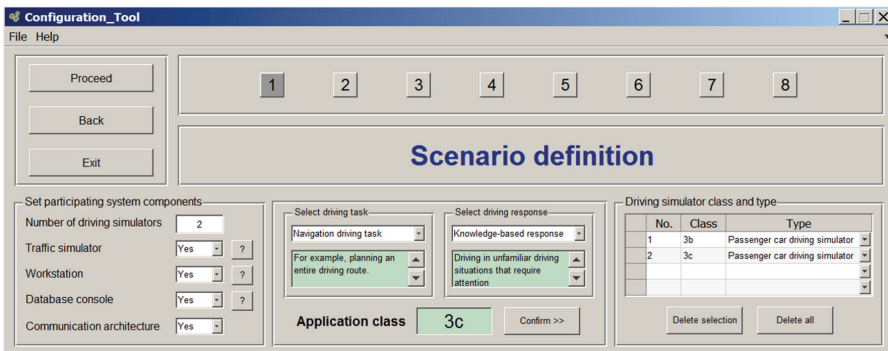 Configuration_Tool
File Help
Proceed
Back
Exit
1 2 3 4 5 6 7 8
Scenario definition
Set participating system components
Number of driving simulators 2
Traffic simulator Yes ?
Workstation Yes ?
Database console Yes ?
Communication architecture Yes
Select driving task
Navigation driving task
For example, planning an
entire driving route.
Select driving response
Knowledge-based response
Driving in unfamiliar driving
situations that require
attention
Application class 3c Confirm >>
Driving simulator class and type
No. Class Type
1 3b Passenger car driving simulator
2 3c Passenger car driving simulator
Delete selection Delete all